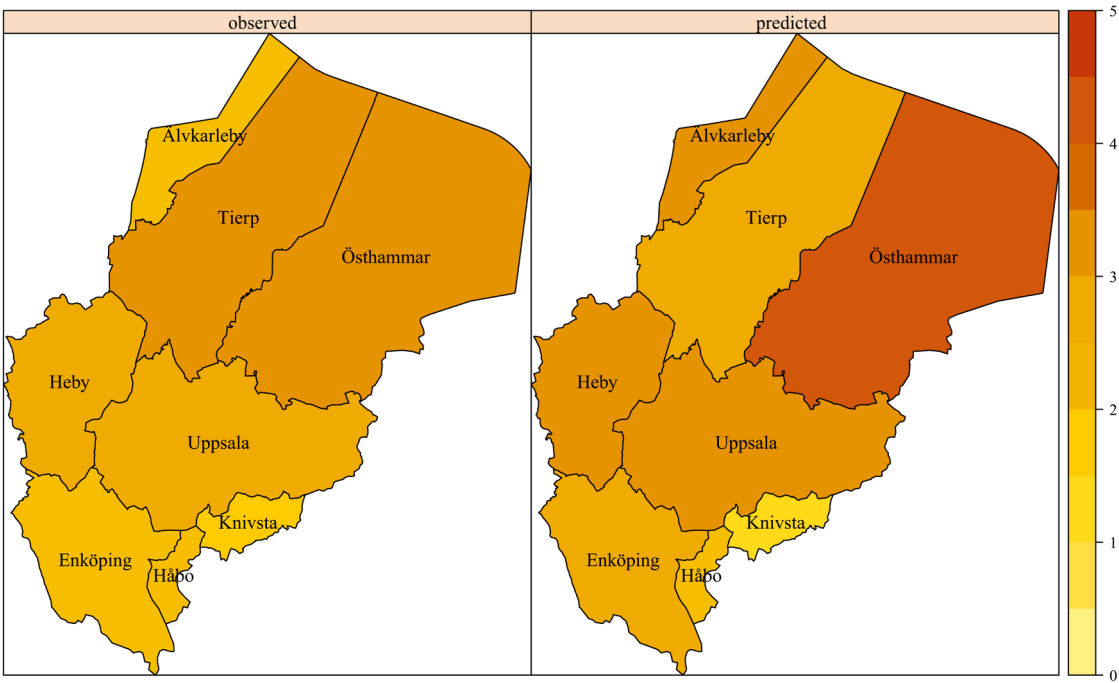 observed
predicted
Älvkarleby
Tierp
Östhammar
Heby
Uppsala
Knivsta
Enköping
Håbo
Älvkarleby
Tierp
Östhammar
Heby
Uppsala
Knivsta
Enköping
Håbo
5
4
3
2
1
0